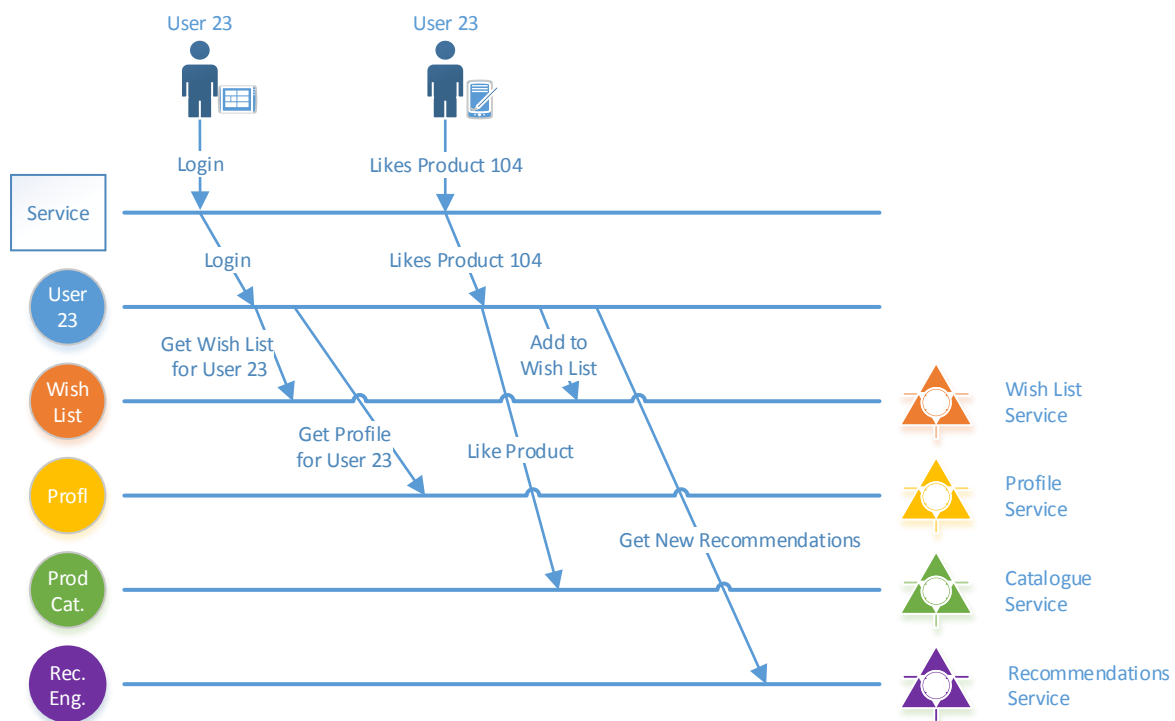 User 23
User 23
Login
Likes Product 104
Service
Login
Likes Product 104
User
23
Get Wish List
for User 23
Add to
Wish List
Wish
List
Wish List
Service
Get Profile
for User 23
Like Product
Profl
Profile
Service
Get New Recommendations
Prod
Cat.
Catalogue
Service
Rec.
Eng.
Recommendations
Service